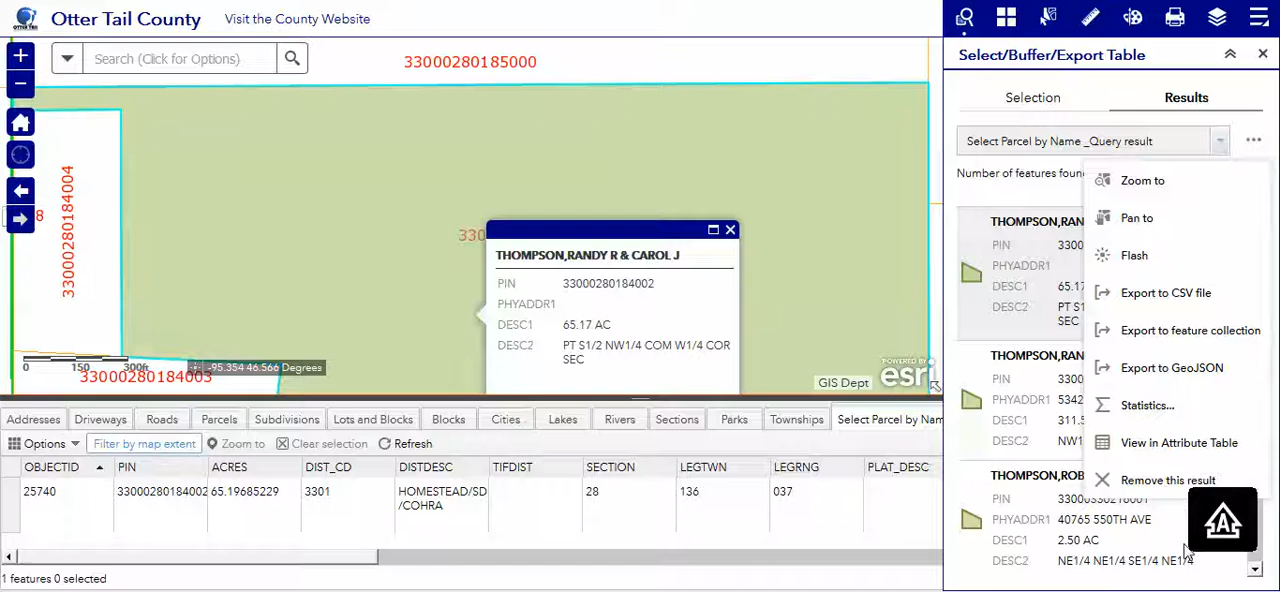 Otter Tail County
Visit the County Website
Search (Click for Options)
33000280185000
33000280184004
8
330
33000280184003
0 150 300ft
-95.354 46.566 Degrees
GIS Dept
POWERED BY
esri
THOMPSON,RANDY R & CAROL J
PIN 33000280184002
PHYADDR1
DESC1 65.17 AC
DESC2 PT S1/2 NW1/4 COM W1/4 COR
SEC
Addresses Driveways Roads Parcels Subdivisions Lots and Blocks Blocks Cities Lakes Rivers Sections Parks Townships Select Parcel by Nam
Options Filter by map extent Zoom to Clear selection Refresh
OBJECTID PIN ACRES DIST_CD DISTDESC TIFDIST SECTION LEGTWN LEGRNG PLAT_DESC
25740 33000280184002 65.19685229 3301 HOMESTEAD/SD 28 136 037
/COHRA
1 features 0 selected
Select/Buffer/Export Table
Selection Results
Select Parcel by Name _Query result
Number of features foun
THOMPSON,RAN
PIN 3300
PHYADDR1
DESC1 65.17
DESC2 PT S
SEC
THOMPSON,RAN
PIN 3300
PHYADDR1 5342
DESC1 311.5
DESC2 NW1
THOMPSON,ROB
PIN
PHYADDR1 40765 550TH AVE
DESC1 2.50 AC
DESC2 NE1/4 NE1/4 SE1/4 NE1/4
Zoom to
Pan to
Flash
Export to CSV file
Export to feature collection
Export to GeoJSON
Statistics...
View in Attribute Table
Remove this result
A